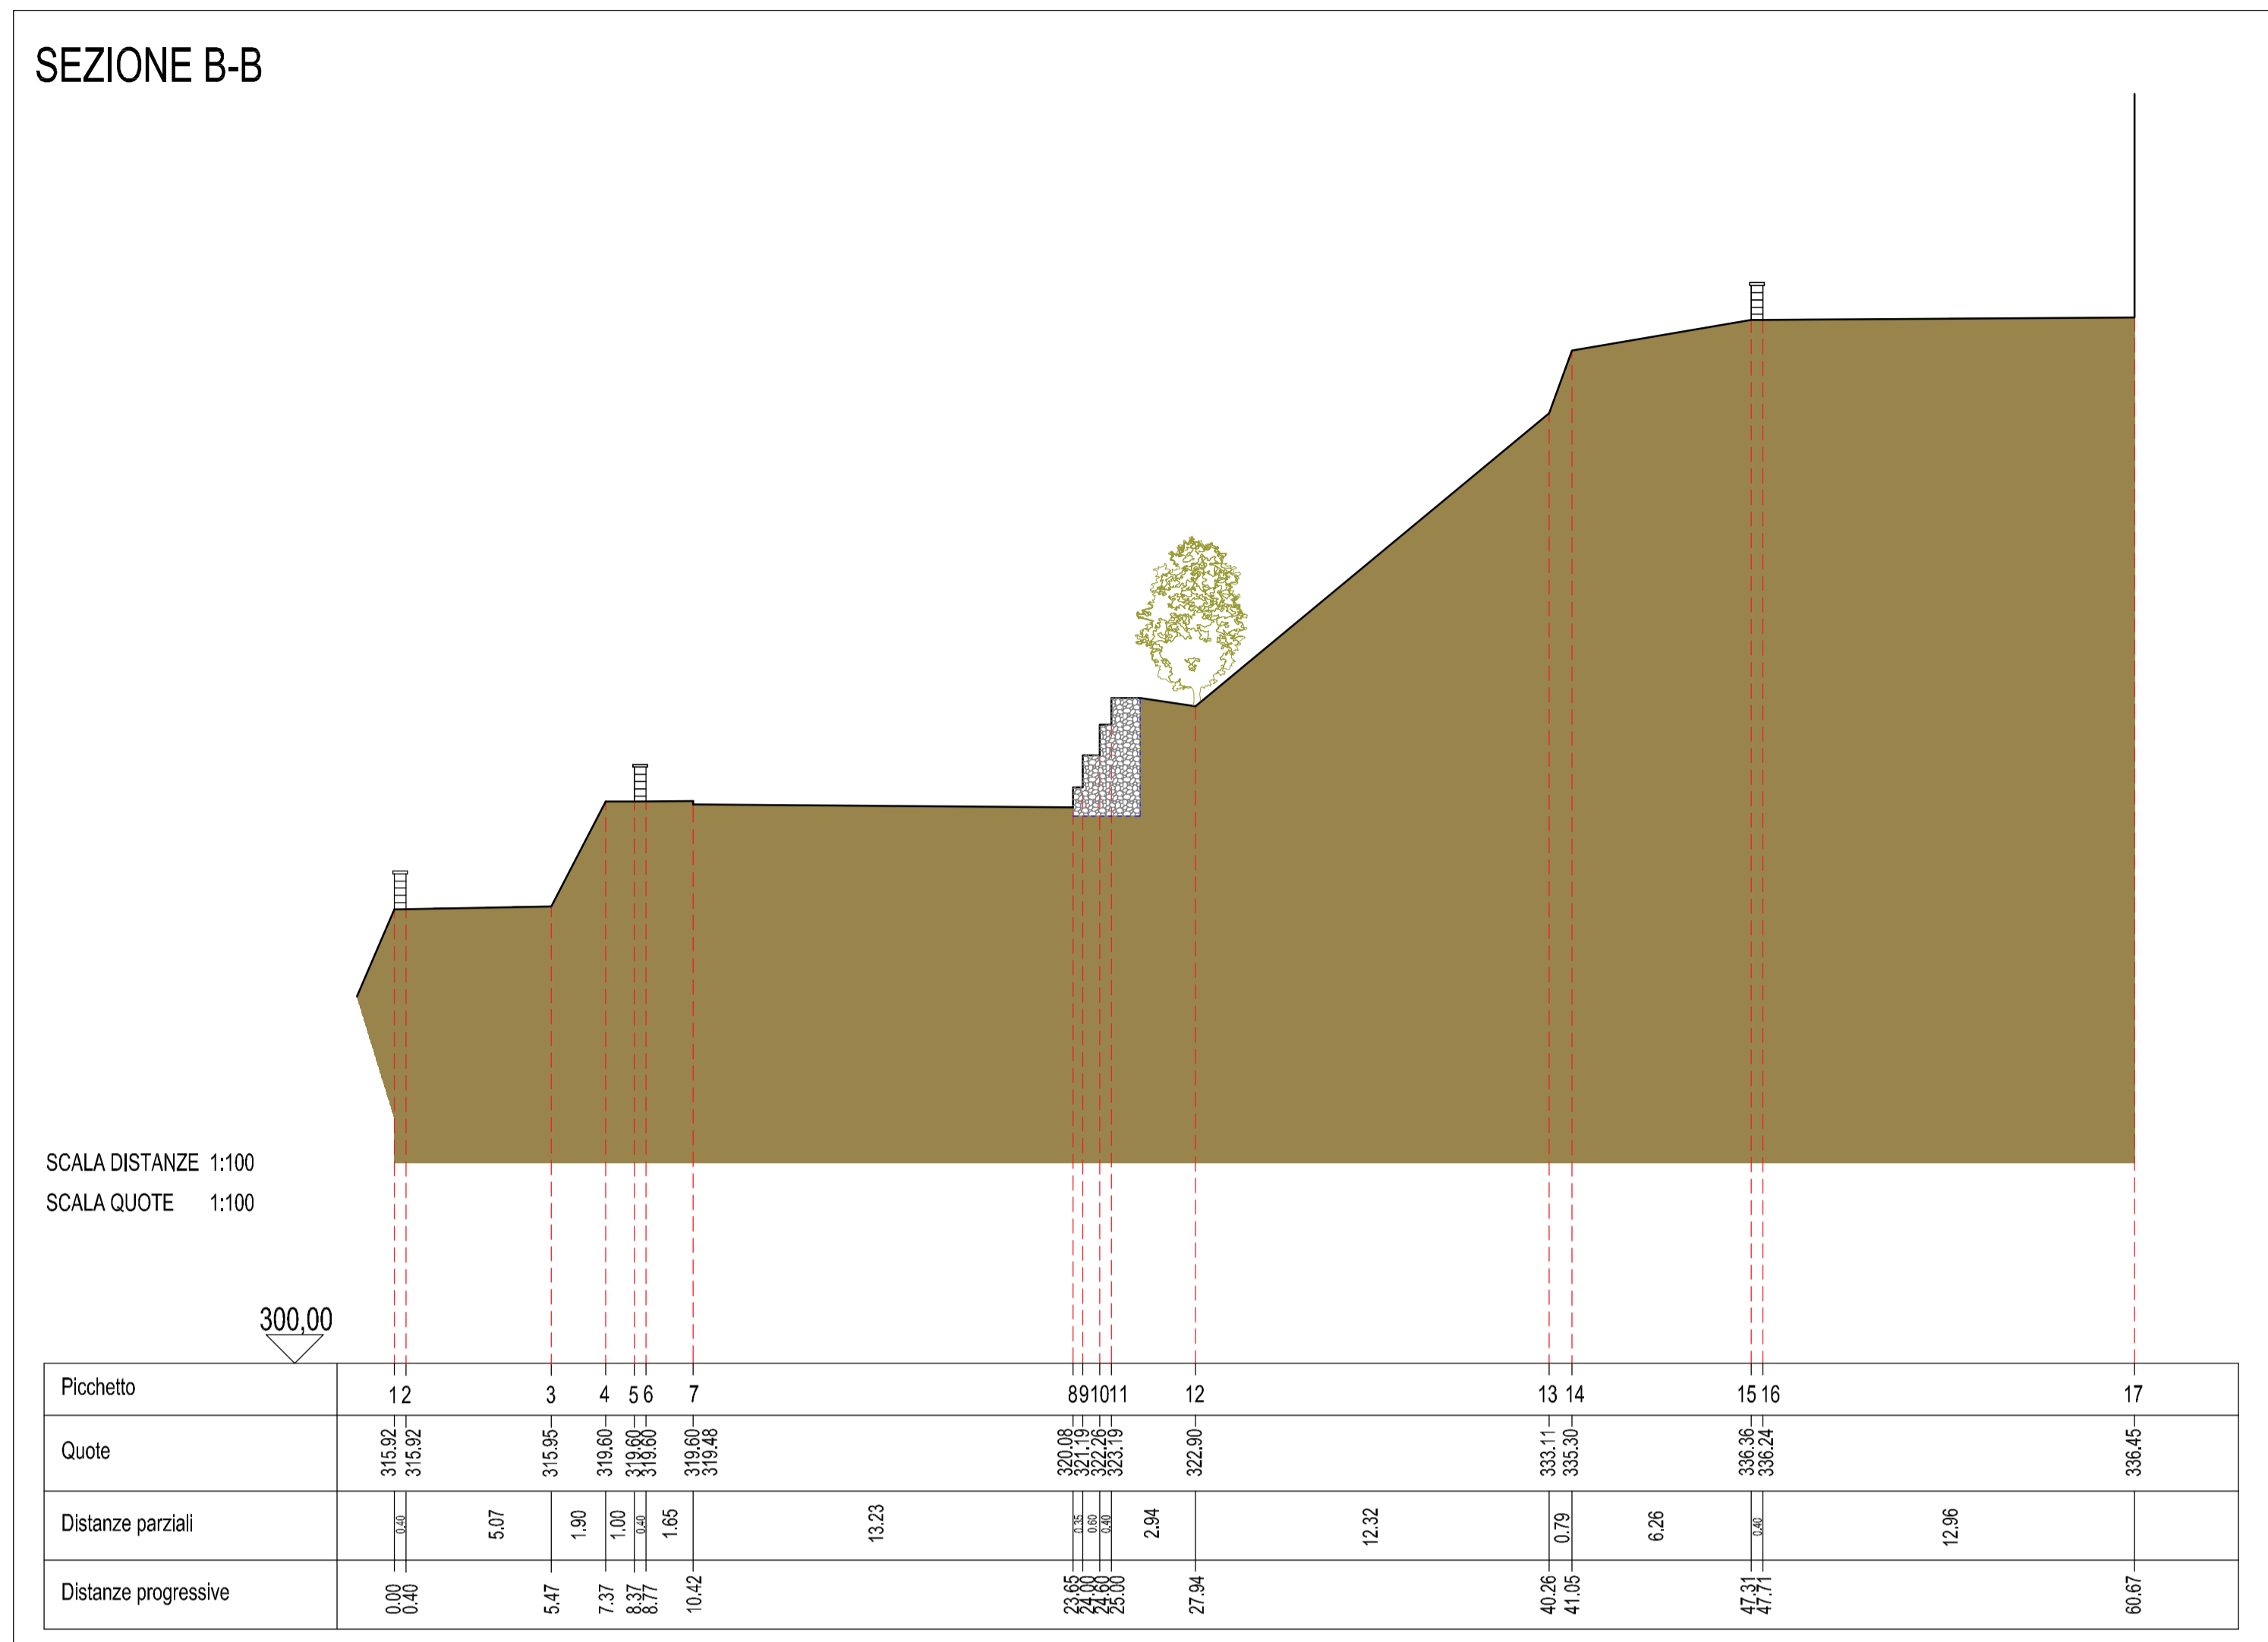 SEZIONE B-B
SCALA DISTANZE 1:100
SCALA QUOTE 1:100
300,00
Picchetto 1 2 3 4 5 6 7 8 9 10 11 12 13 14 15 16 17
Quote 315.92 315.92 315.95 319.60 319.60 319.60 319.60 319.48 320.08 321.19 322.26 323.19 322.90 333.11 335.30 336.36 336.24 336.45
Distanze parziali 0.40 5.07 1.90 1.00 0.40 1.65 13.23 0.35 0.60 0.40 2.94 12.32 0.79 6.26 0.40 12.96
Distanze progressive 0.00 0.40 5.47 7.37 8.37 8.77 10.42 23.65 24.00 24.60 25.00 27.94 40.26 41.05 47.31 47.71 60.67